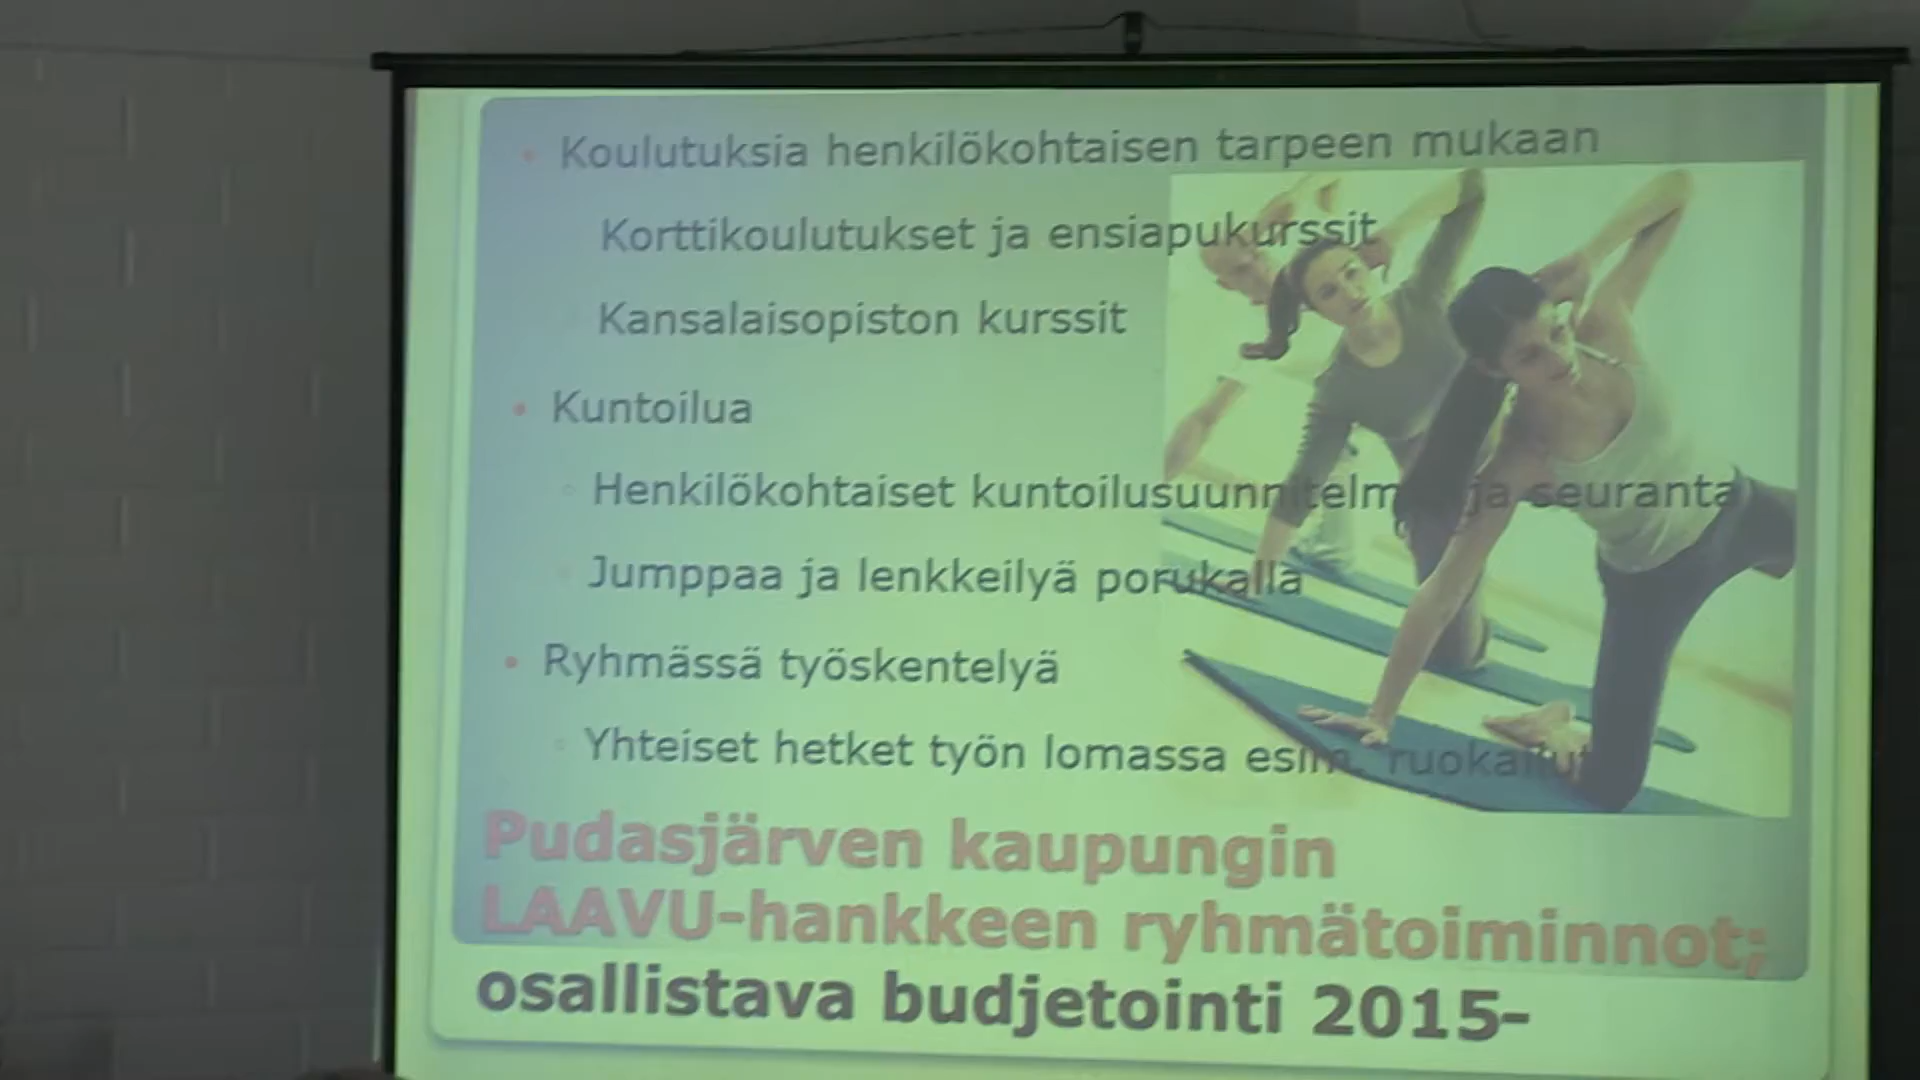 Koulutuksia henkilökohtaisen tarpeen mukaan
Korttikoulutukset ja ensiapukurssit
Kansalaisopiston kurssit
Kuntoilua
Henkilökohtaiset kuntoilusuunnitelmat ja seuranta
Jumppaa ja lenkkeilyä porukalla
Ryhmässä työskentelyä
Yhteiset hetket työn lomassa esim. ruokailut
Pudasjärven kaupungin
LAAVU-hankkeen ryhmätoiminnot;
osallistava budjetointi 2015-